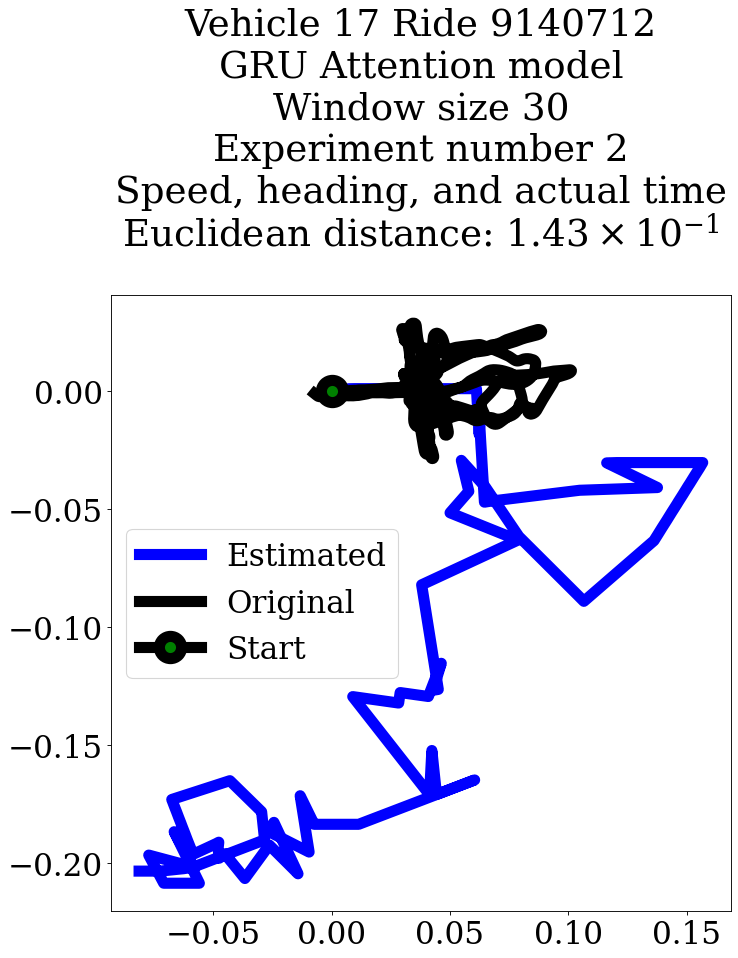 Vehicle 17 Ride 9140712
GRU Attention model
Window size 30
Experiment number 2
Speed, heading, and actual time
Euclidean distance: 1.43 × 10⁻¹
0.00
−0.05
−0.10
−0.15
−0.20
Estimated
Original
Start
−0.05 0.00 0.05 0.10 0.15